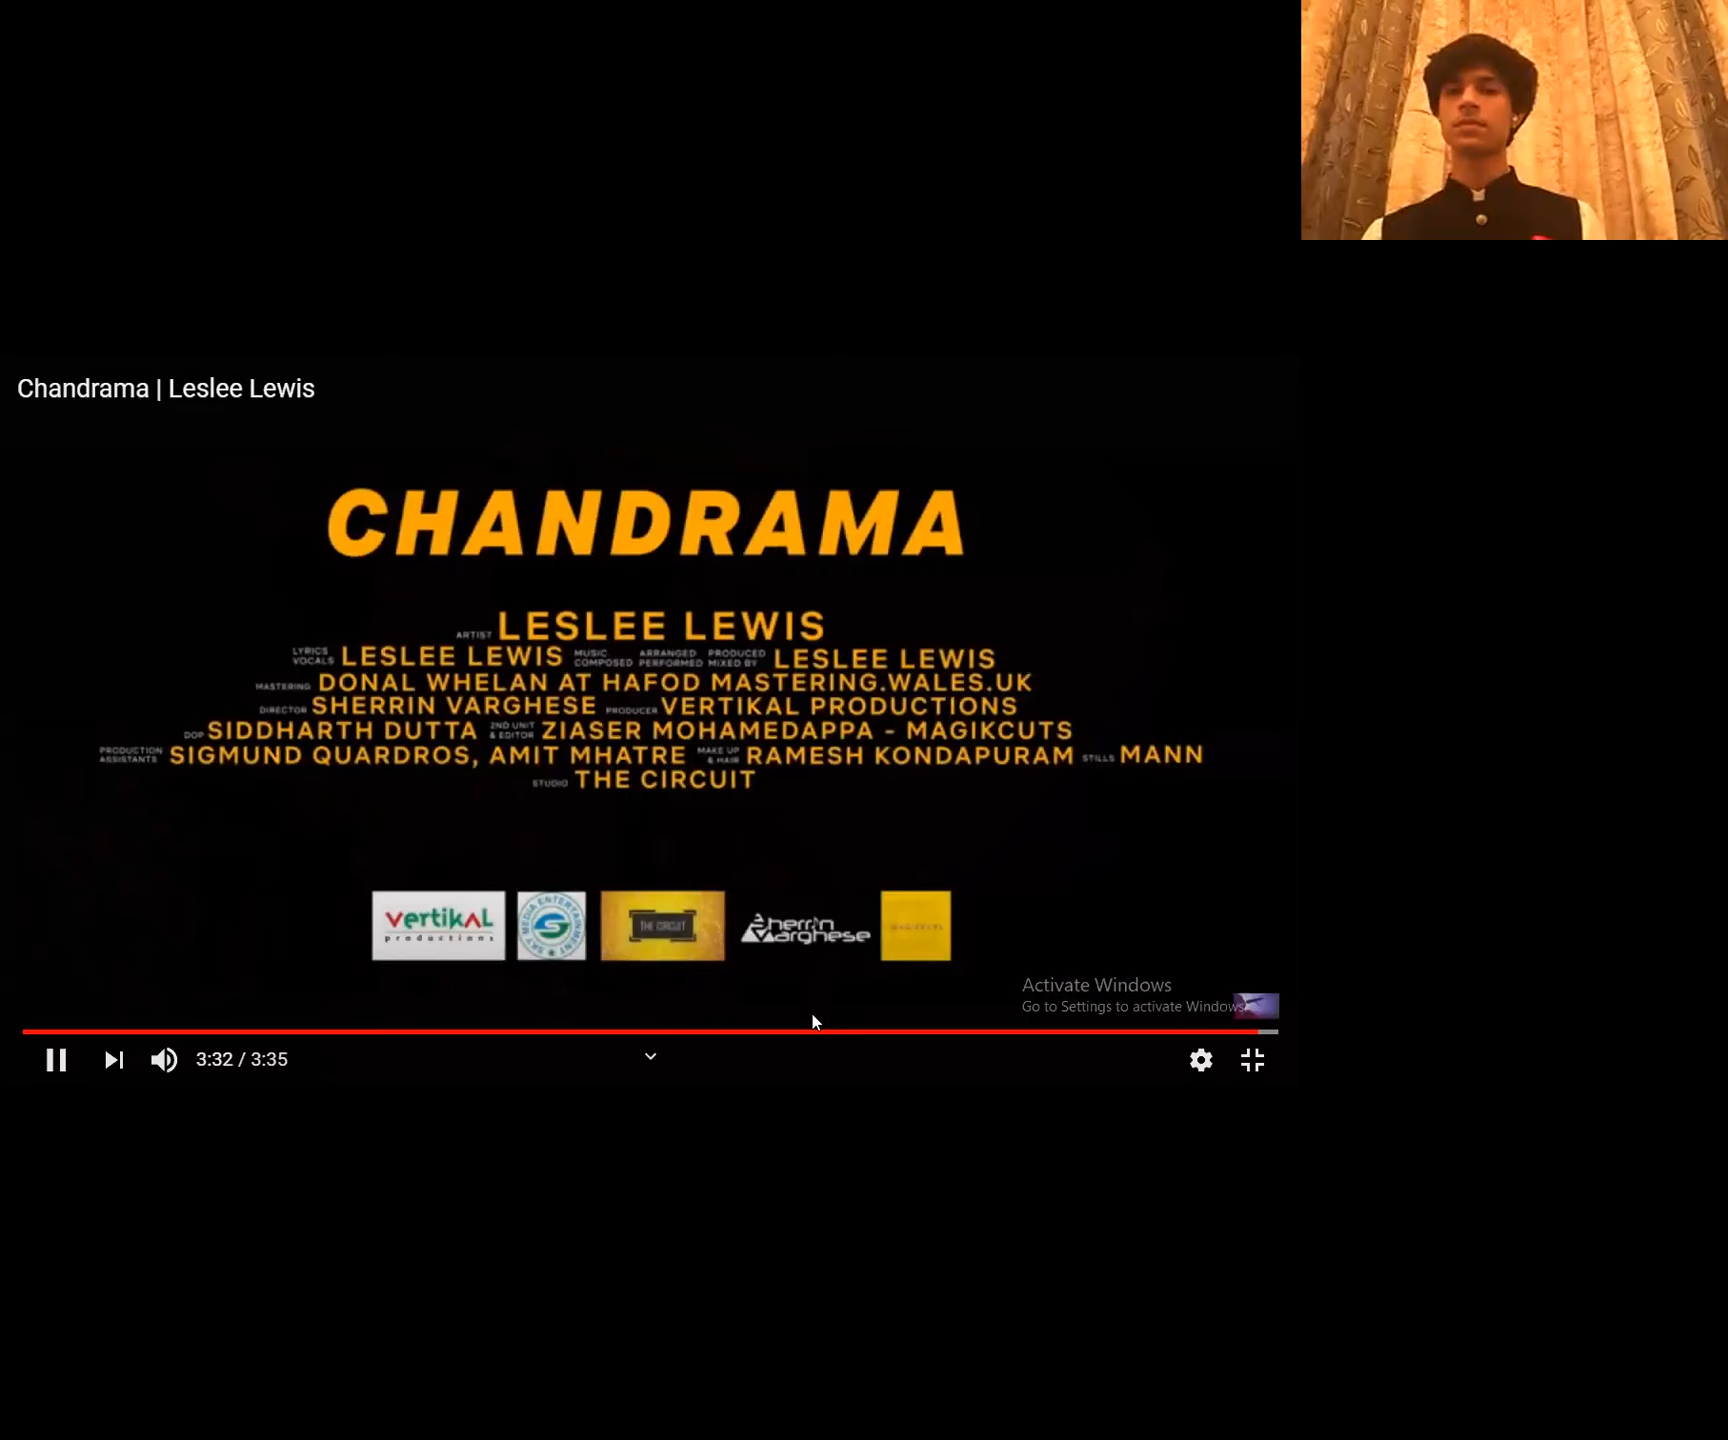 Chandrama | Leslee Lewis
CHANDRAMA
ARTIST LESLEE LEWIS
LYRICS VOCALS LESLEE LEWIS MUSIC COMPOSED ARRANGED PERFORMED PRODUCED MIXED BY LESLEE LEWIS
MASTERING DONAL WHELAN AT HAFOD MASTERING.WALES.UK
DIRECTOR SHERRIN VARGHESE PRODUCER VERTIKAL PRODUCTIONS
DOP SIDDHARTH DUTTA 2ND UNIT & EDITOR ZIASER MOHAMEDAPPA - MAGIKCUTS
PRODUCTION ASSISTANTS SIGMUND QUARDROS, AMIT MHATRE MAKE UP & HAIR RAMESH KONDAPURAM STILLS MANN
STUDIO THE CIRCUIT
vertikAL
productions
SKY MEDIA ENTERTAINMENT
THE CIRCUIT
Sherrin
Varghese
Activate Windows
Go to Settings to activate Windows
3:32 / 3:35